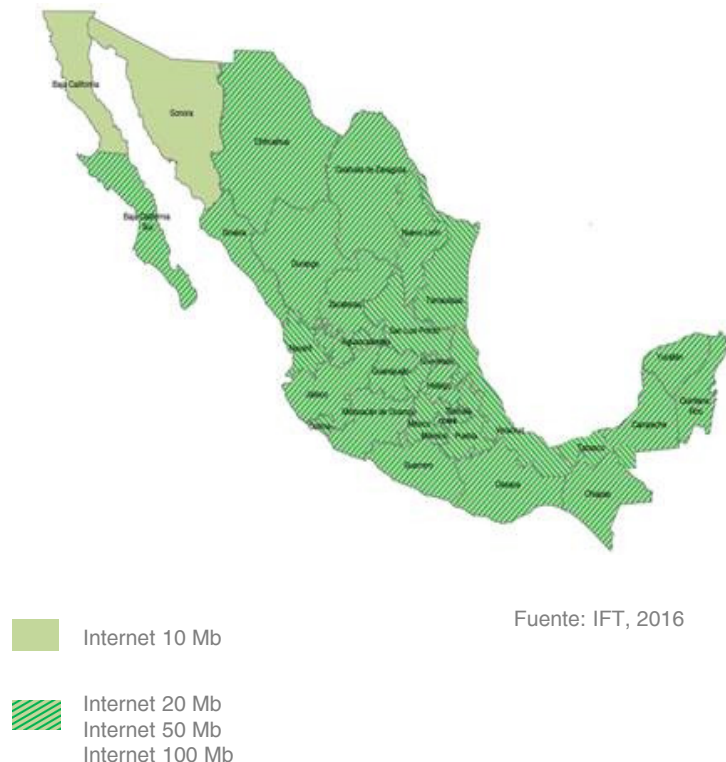 Baja California
Sonora
Chihuahua
Coahuila de Zaragoza
Baja California
Sur
Sinaloa
Nuevo León
Durango
Tamaulipas
Zacatecas
San Luis Potosí
Nayarit
Aguascalientes
Guanajuato
Querétaro
Hidalgo
Yucatán
Quintana
Roo
Jalisco
Michoacán de Ocampo
México
Tlaxcala
Campeche
Colima
Morelos
Puebla
Veracruz
Tabasco
Guerrero
Oaxaca
Chiapas
Fuente: IFT, 2016
Internet 10 Mb
Internet 20 Mb
Internet 50 Mb
Internet 100 Mb